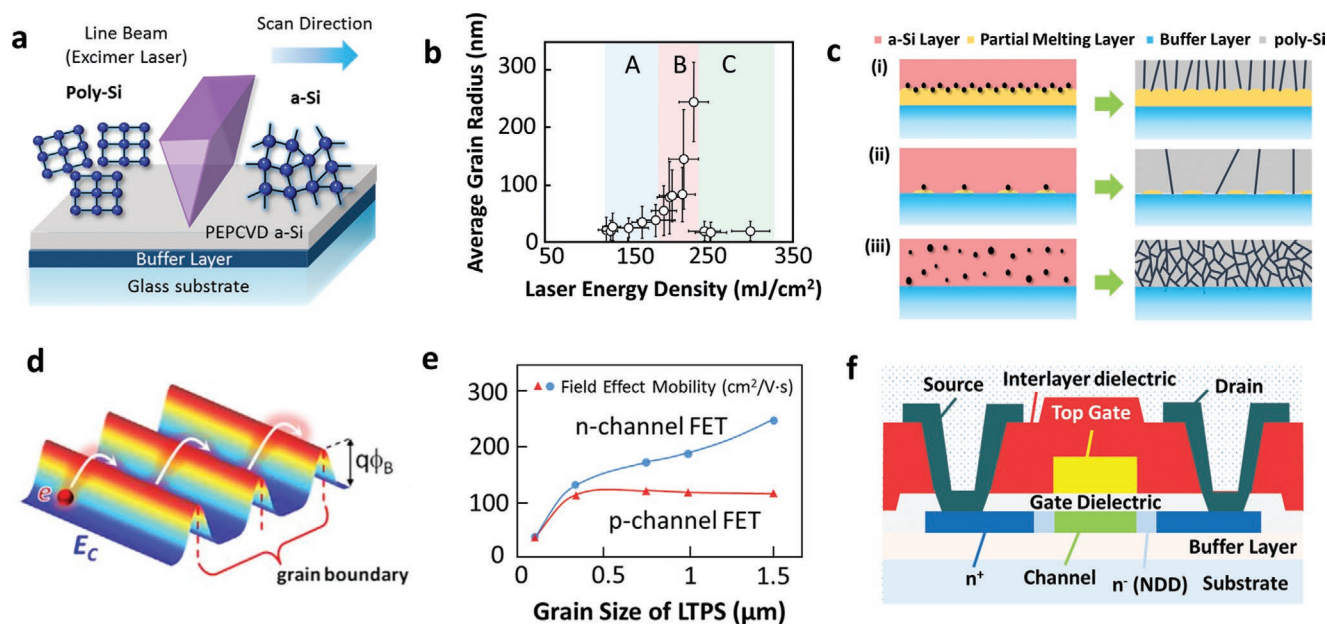 a
Line Beam
(Excimer Laser)
Scan Direction
Poly-Si
a-Si
PEPCVD a-Si
Buffer Layer
Glass substrate
b
Average Grain Radius (nm)
300
200
100
0
A
B
C
50
150
250
350
Laser Energy Density (mJ/cm²)
c
a-Si Layer
Partial Melting Layer
Buffer Layer
poly-Si
(i)
(ii)
(iii)
d
e
E_C
qϕ_B
grain boundary
e
300
200
100
0
Field Effect Mobility (cm²/V·s)
n-channel FET
p-channel FET
0
0.5
1
1.5
Grain Size of LTPS (μm)
f
Source
Interlayer dielectric
Drain
Top Gate
Gate Dielectric
Buffer Layer
n⁺
Channel
n⁻ (NDD)
Substrate